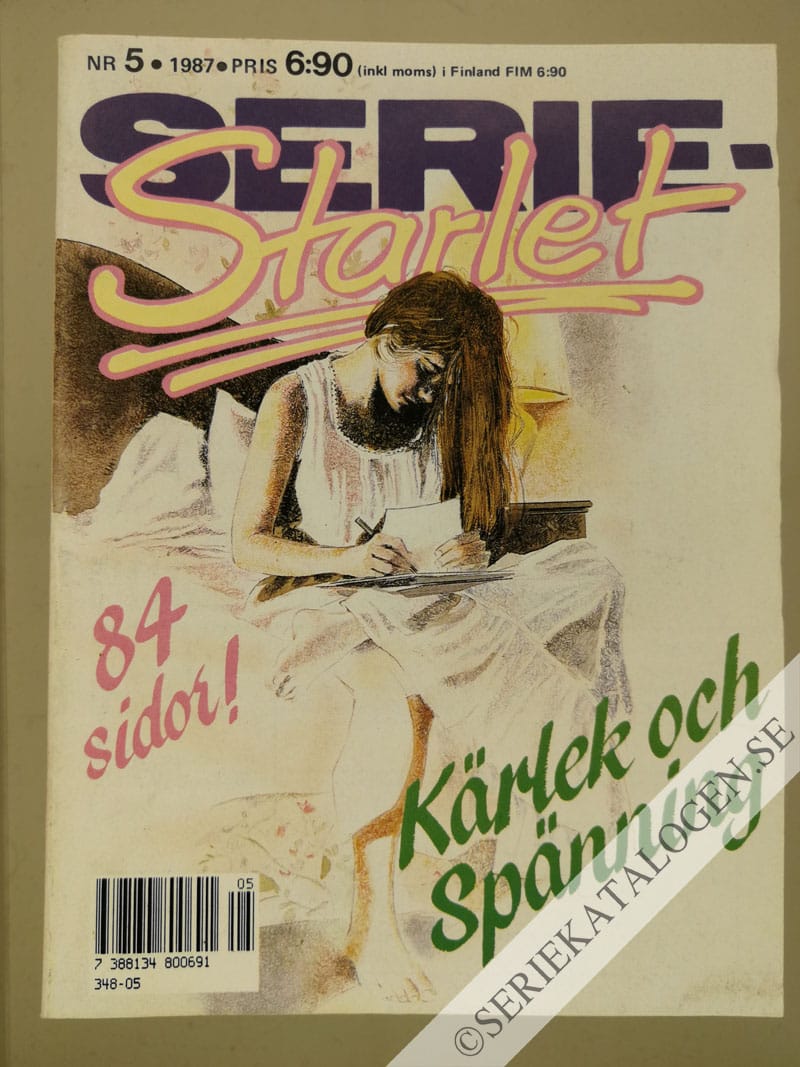 NR 5 • 1987 • PRIS 6:90 (inkl moms) i Finland FIM 6:90
SERIE-
Starlet
84
sidor!
Kärlek och
Spänning
05
7 388134 800691
348-05
©SERIEKATALOGEN.SE